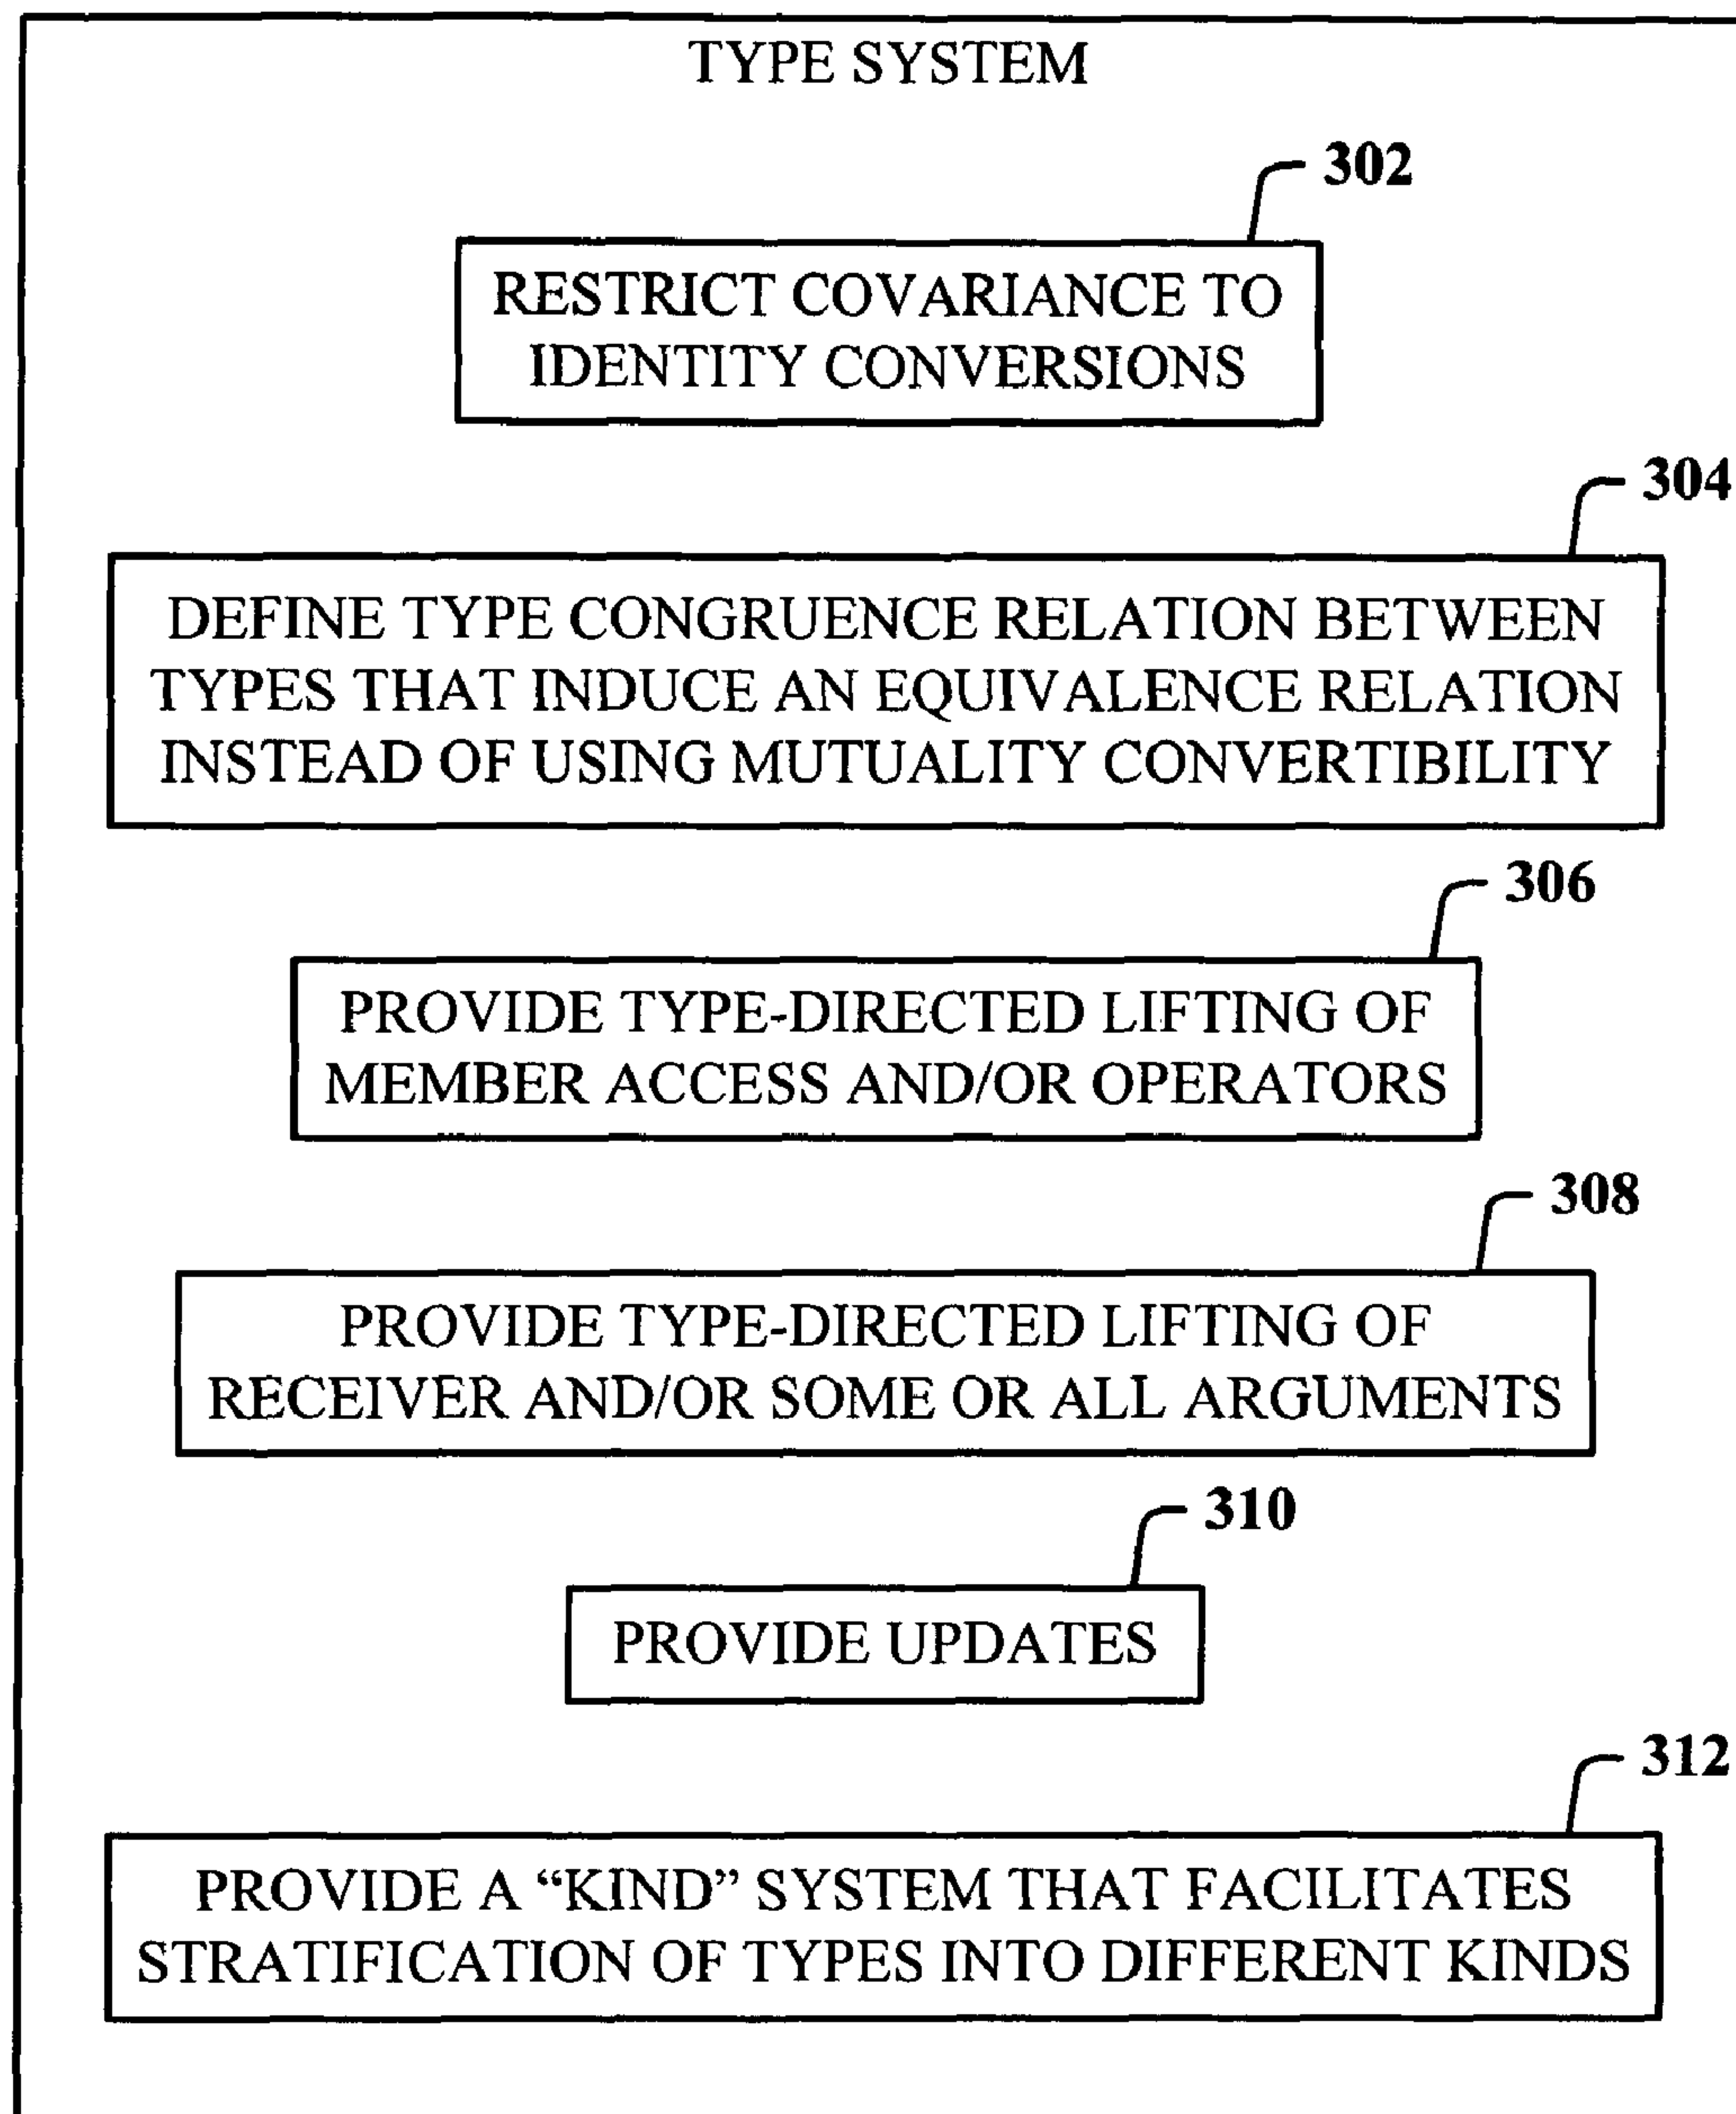 TYPE SYSTEM
302
RESTRICT COVARIANCE TO
IDENTITY CONVERSIONS
304
DEFINE TYPE CONGRUENCE RELATION BETWEEN
TYPES THAT INDUCE AN EQUIVALENCE RELATION
INSTEAD OF USING MUTUALITY CONVERTIBILITY
306
PROVIDE TYPE-DIRECTED LIFTING OF
MEMBER ACCESS AND/OR OPERATORS
308
PROVIDE TYPE-DIRECTED LIFTING OF
RECEIVER AND/OR SOME OR ALL ARGUMENTS
310
PROVIDE UPDATES
312
PROVIDE A “KIND” SYSTEM THAT FACILITATES
STRATIFICATION OF TYPES INTO DIFFERENT KINDS